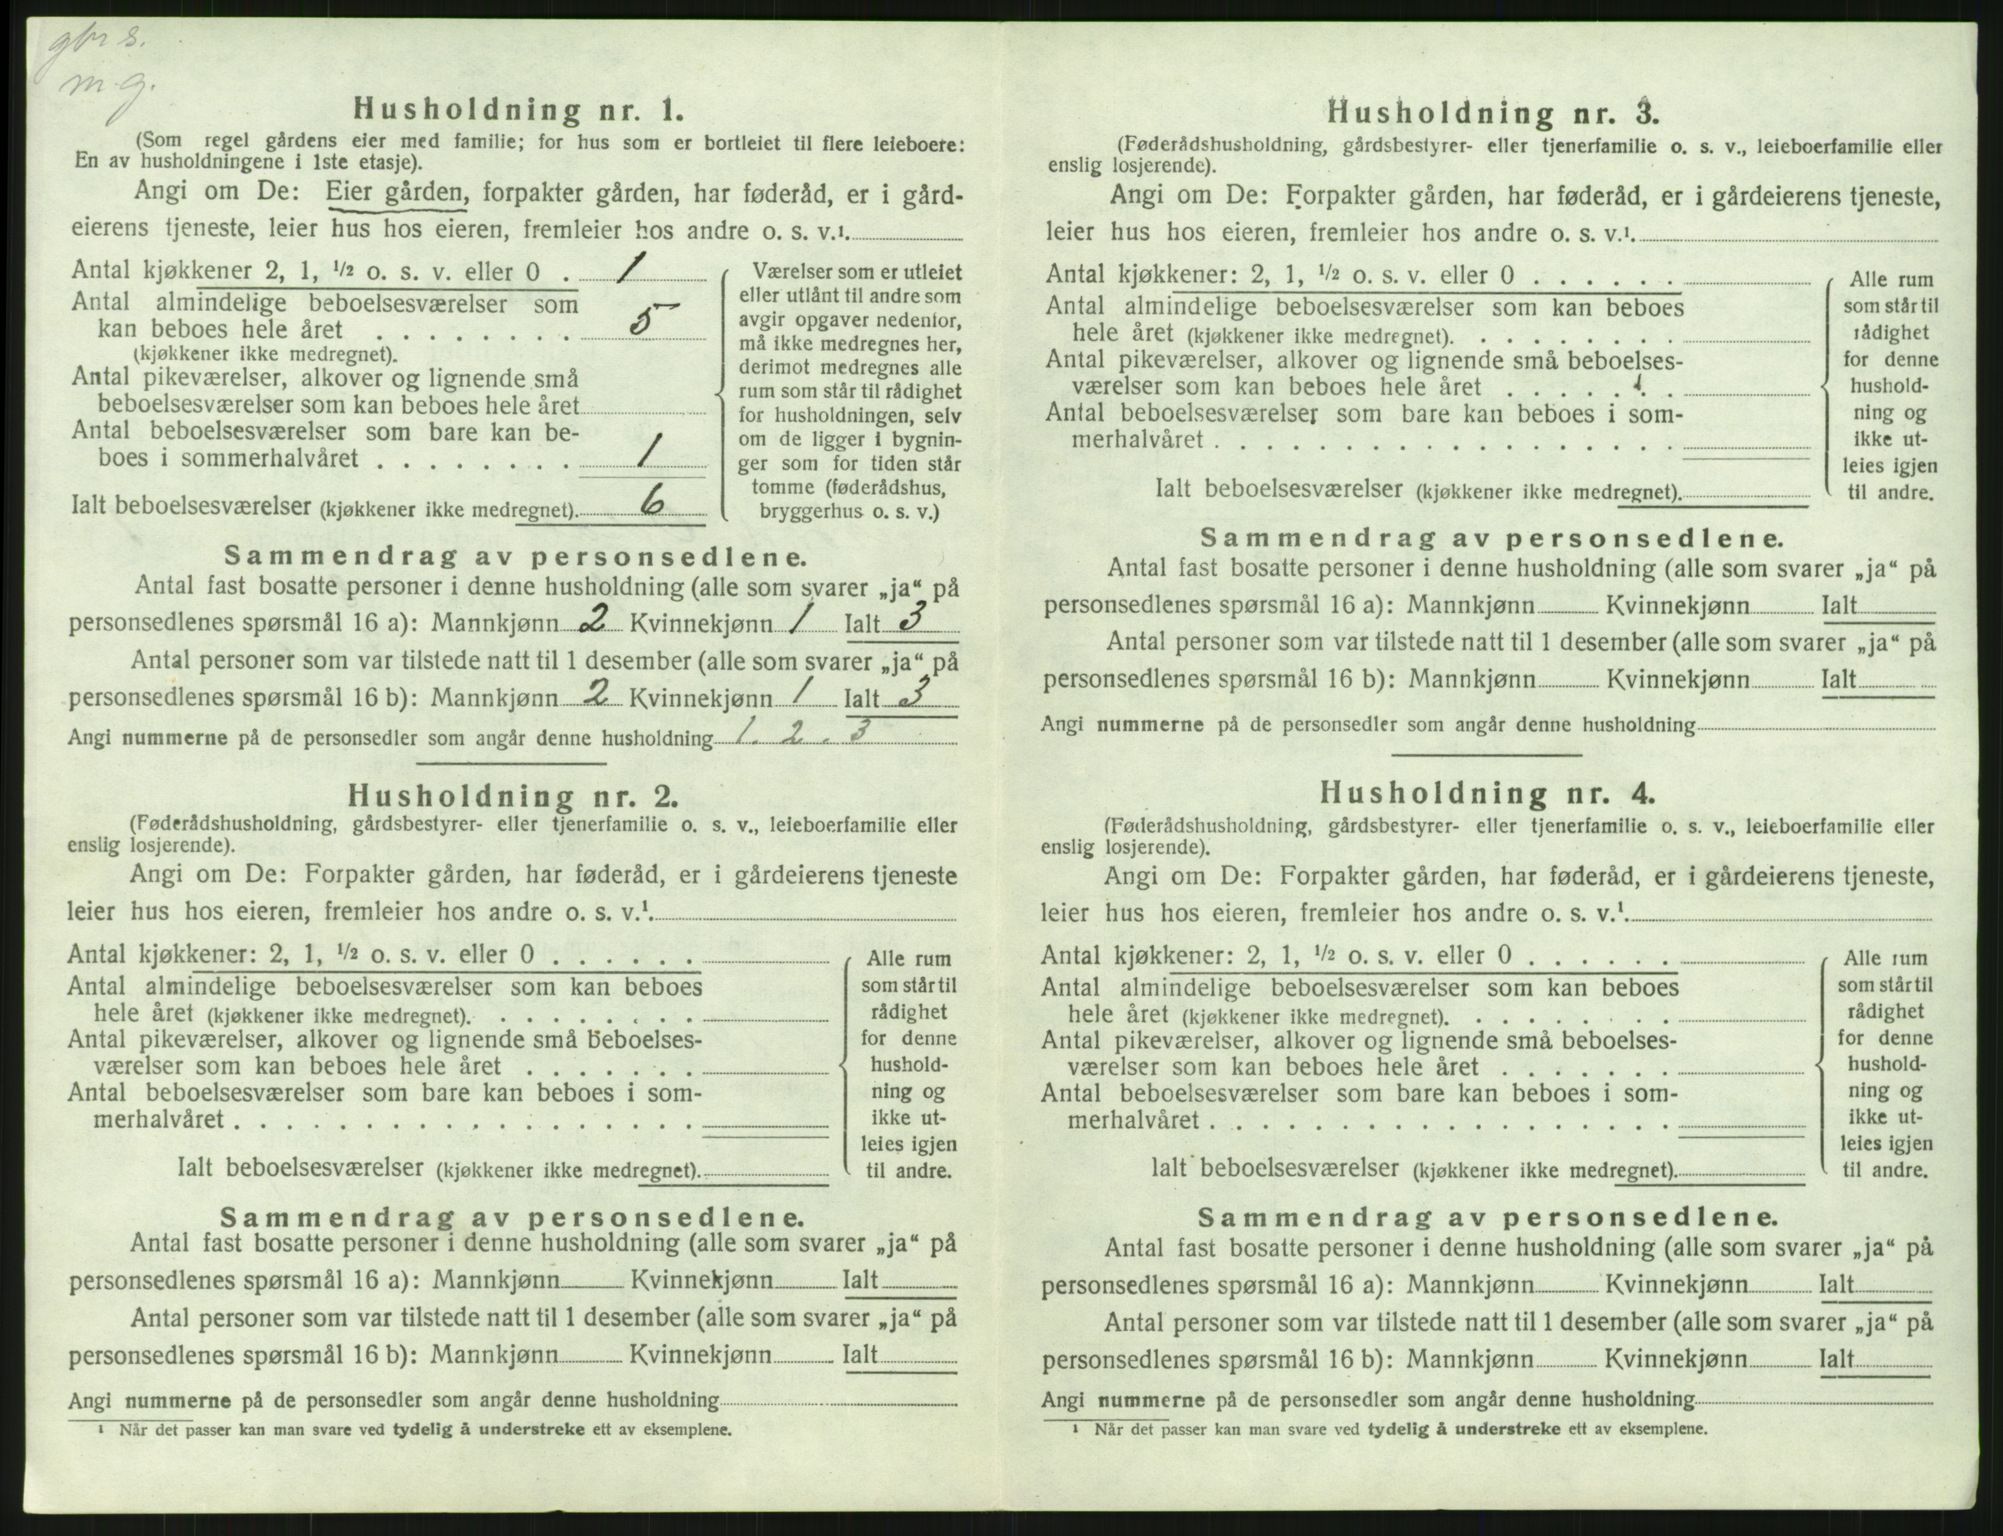 gbr s.
m.g.
Husholdning nr. 1.
(Som regel gårdens eier med familie; for hus som er bortleiet til flere leieboere:
En av husholdningene i 1ste etasje).
Angi om De: Eier gården, forpakter gården, har føderåd, er i gård-
eierens tjeneste, leier hus hos eieren, fremleier hos andre o. s. v.¹
Antal kjøkkener 2, 1, ½ o. s. v. eller 0 . 1
Antal almindelige beboelsesværelser som
kan beboes hele året . . . . . . . . 5
(kjøkkener ikke medregnet).
Antal pikeværelser, alkover og lignende små
beboelsesværelser som kan beboes hele året
Antal beboelsesværelser som bare kan be-
boes i sommerhalvåret . . . . . . . . 1
Ialt beboelsesværelser (kjøkkener ikke medregnet). 6
Værelser som er utleiet
eller utlånt til andre som
avgir opgaver nedenfor,
må ikke medregnes her,
derimot medregnes alle
rum som står til rådighet
for husholdningen, selv
om de ligger i bygnin-
ger som for tiden står
tomme (føderådshus,
bryggerhus o. s. v.)
Sammendrag av personsedlene.
Antal fast bosatte personer i denne husholdning (alle som svarer „ja“ på
personsedlenes spørsmål 16 a): Mannkjønn 2 Kvinnekjønn 1 Ialt 3
Antal personer som var tilstede natt til 1 desember (alle som svarer „ja“ på
personsedlenes spørsmål 16 b): Mannkjønn 2 Kvinnekjønn 1 Ialt 3
Angi nummerne på de personsedler som angår denne husholdning 1. 2. 3
Husholdning nr. 2.
(Føderådshusholdning, gårdsbestyrer- eller tjenerfamilie o. s. v., leieboerfamilie eller
enslig losjerende).
Angi om De: Forpakter gården, har føderåd, er i gårdeierens tjeneste
leier hus hos eieren, fremleier hos andre o. s. v.¹
Antal kjøkkener: 2, 1, ½ o. s. v. eller 0 . . . . . .
Antal almindelige beboelsesværelser som kan beboes
hele året (kjøkkener ikke medregnet). . . . . . . . .
Antal pikeværelser, alkover og lignende små beboelses-
værelser som kan beboes hele året . . . . . . .
Antal beboelsesværelser som bare kan beboes i som-
merhalvåret . . . . . . . . . . . . . . . . . .
Ialt beboelsesværelser (kjøkkener ikke medregnet).
Alle rum
som står til
rådighet
for denne
hushold-
ning og
ikke ut-
leies igjen
til andre.
Sammendrag av personsedlene.
Antal fast bosatte personer i denne husholdning (alle som svarer „ja“ på
personsedlenes spørsmål 16 a): Mannkjønn Kvinnekjønn Ialt
Antal personer som var tilstede natt til 1 desember (alle som svarer „ja“ på
personsedlenes spørsmål 16 b): Mannkjønn Kvinnekjønn Ialt
Angi nummerne på de personsedler som angår denne husholdning
¹ Når det passer kan man svare ved tydelig å understreke ett av eksemplene.
Husholdning nr. 3.
(Føderådshusholdning, gårdsbestyrer- eller tjenerfamilie o. s. v., leieboerfamilie eller
enslig losjerende).
Angi om De: Forpakter gården, har føderåd, er i gårdeierens tjeneste,
leier hus hos eieren, fremleier hos andre o. s. v.¹
Antal kjøkkener: 2, 1, ½ o. s. v. eller 0 . . . . . .
Antal almindelige beboelsesværelser som kan beboes
hele året (kjøkkener ikke medregnet). . . . . . . . .
Antal pikeværelser, alkover og lignende små beboelses-
værelser som kan beboes hele året . . . . . . .
Antal beboelsesværelser som bare kan beboes i som-
merhalvåret . . . . . . . . . . . . . . . . . .
Ialt beboelsesværelser (kjøkkener ikke medregnet).
Alle rum
som står til
rådighet
for denne
hushold-
ning og
ikke ut-
leies igjen
til andre.
Sammendrag av personsedlene.
Antal fast bosatte personer i denne husholdning (alle som svarer „ja“ på
personsedlenes spørsmål 16 a): Mannkjønn Kvinnekjønn Ialt
Antal personer som var tilstede natt til 1 desember (alle som svarer „ja“ på
personsedlenes spørsmål 16 b): Mannkjønn Kvinnekjønn Ialt
Angi nummerne på de personsedler som angår denne husholdning
Husholdning nr. 4.
(Føderådshusholdning, gårdsbestyrer- eller tjenerfamilie o. s. v., leieboerfamilie eller
enslig losjerende).
Angi om De: Forpakter gården, har føderåd, er i gårdeierens tjeneste,
leier hus hos eieren, fremleier hos andre o. s. v.¹
Antal kjøkkener: 2, 1, ½ o. s. v. eller 0 . . . . . .
Antal almindelige beboelsesværelser som kan beboes
hele året (kjøkkener ikke medregnet). . . . . . . . .
Antal pikeværelser, alkover og lignende små beboelses-
værelser som kan beboes hele året . . . . . . .
Antal beboelsesværelser som bare kan beboes i som-
merhalvåret . . . . . . . . . . . . . . . . . .
Ialt beboelsesværelser (kjøkkener ikke medregnet).
Alle rum
som står til
rådighet
for denne
hushold-
ning og
ikke ut-
leies igjen
til andre.
Sammendrag av personsedlene.
Antal fast bosatte personer i denne husholdning (alle som svarer „ja“ på
personsedlenes spørsmål 16 a): Mannkjønn Kvinnekjønn Ialt
Antal personer som var tilstede natt til 1 desember (alle som svarer „ja“ på
personsedlenes spørsmål 16 b): Mannkjønn Kvinnekjønn Ialt
Angi nummerne på de personsedler som angår denne husholdning
¹ Når det passer kan man svare ved tydelig å understreke ett av eksemplene.